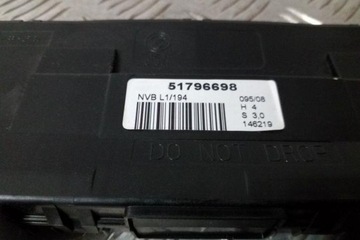 51796698
NVB L1/194
095/08
H 4
S 3,0
146219
DO NOT DROP